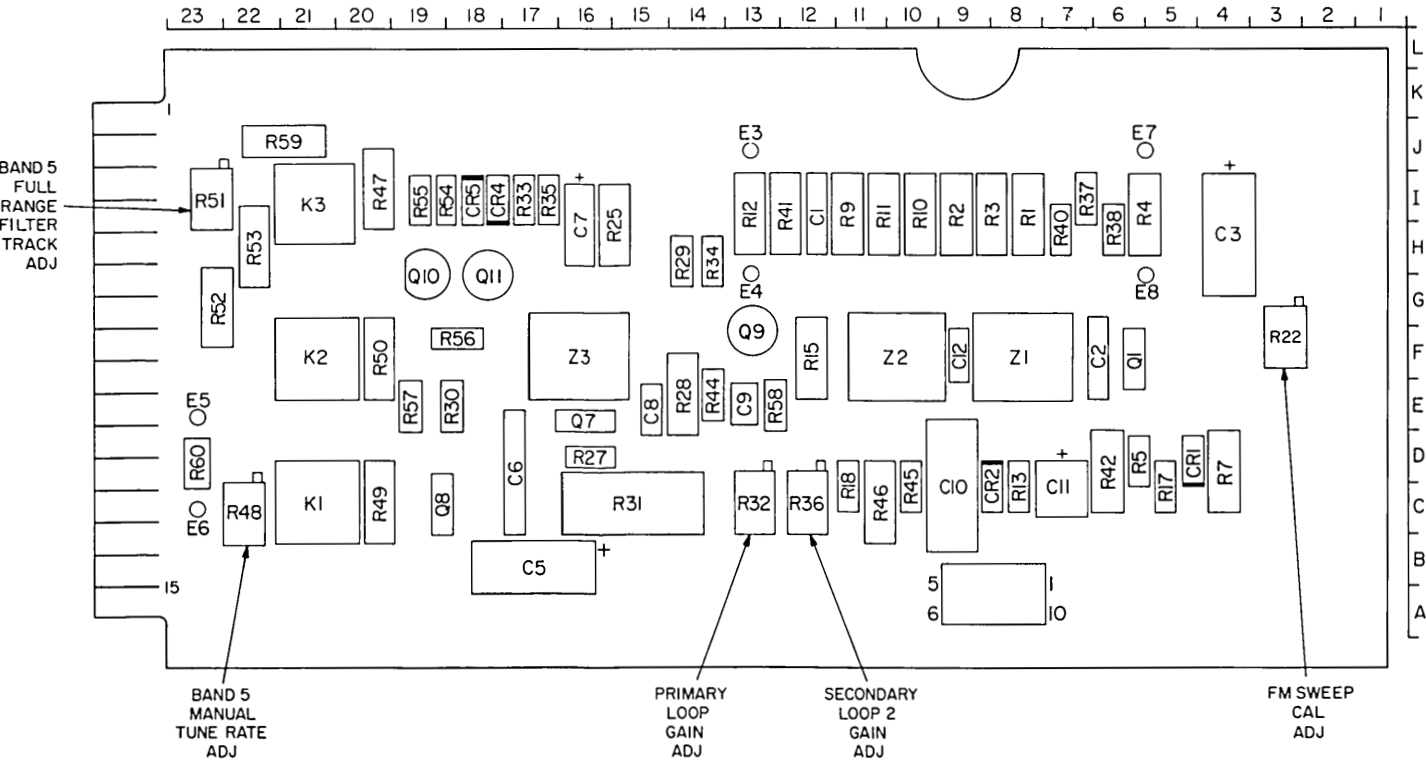 23 22 21 20 19 18 17 16 15 14 13 12 11 10 9 8 7 6 5 4 3 2 1
L
K
1
R59
E3
E7
J
BAND 5
FULL
RANGE
FILTER
TRACK
ADJ
R51
K3
R47
R55
R54
CR5
CR4
R33
R35
+
C7
R25
R12
R41
C1
R9
R11
R10
R2
R3
R1
R40
R37
R38
R4
+
C3
I
R53
H
R29
R34
Q10
Q11
E4
E8
R52
G
Q9
K2
R50
R56
Z3
R15
Z2
C12
Z1
C2
Q1
R22
F
R57
R30
C8
R28
R44
C9
R58
E
E5
Q7
R60
R27
D
C6
R48
K1
R49
Q8
R31
R32
R36
R18
R46
R45
C10
CR2
R13
+
C11
R42
R5
R17
CR1
R7
C
E6
C5
+
B
15
5
1
6
10
A
BAND 5
MANUAL
TUNE RATE
ADJ
PRIMARY
LOOP
GAIN
ADJ
SECONDARY
LOOP 2
GAIN
ADJ
FM SWEEP
CAL
ADJ